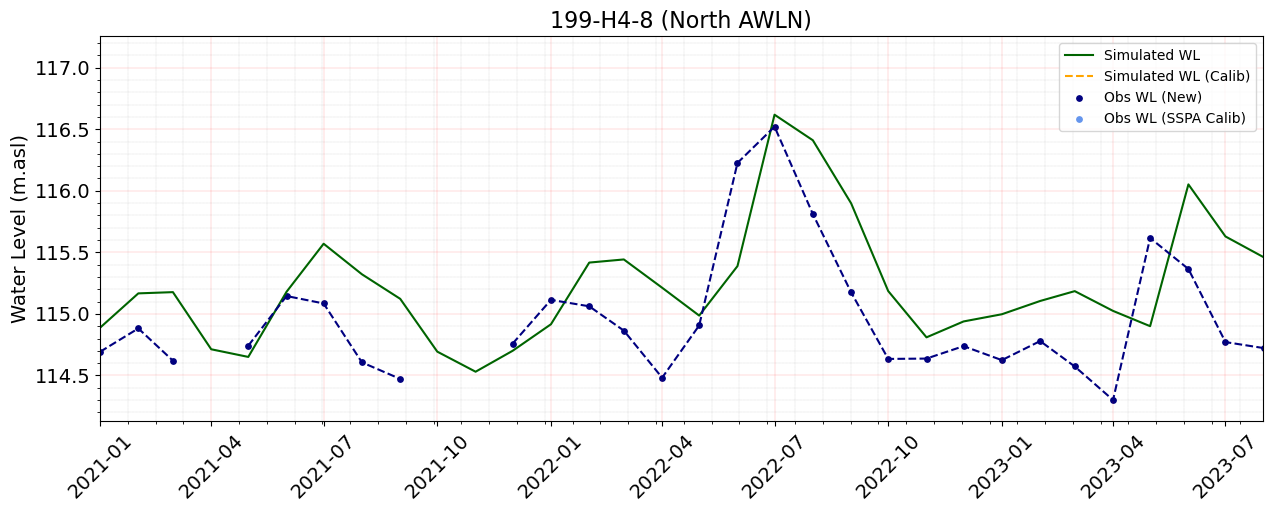 199-H4-8 (North AWLN)
Water Level (m.asl)
117.0
116.5
116.0
115.5
115.0
114.5
Simulated WL
Simulated WL (Calib)
Obs WL (New)
Obs WL (SSPA Calib)
2021-01
2021-04
2021-07
2021-10
2022-01
2022-04
2022-07
2022-10
2023-01
2023-04
2023-07